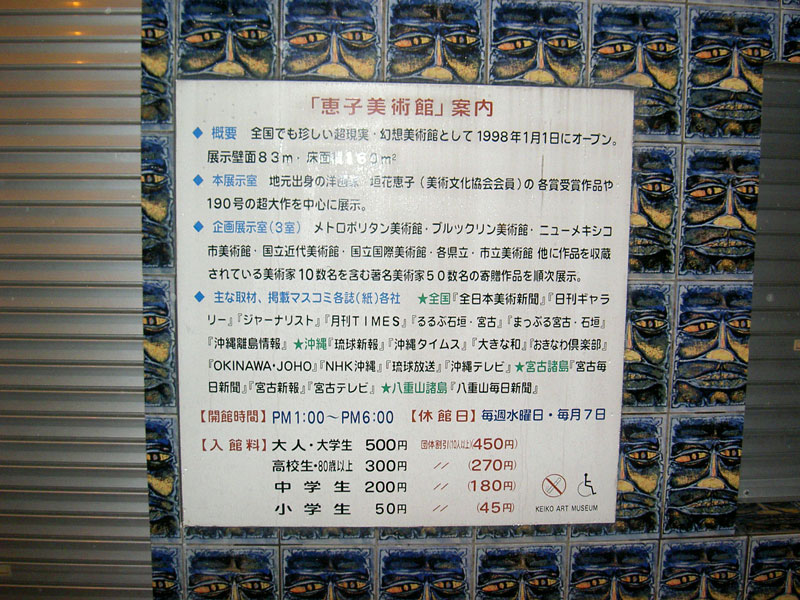 「恵子美術館」案内
◆ 概要 全国でも珍しい超現実・幻想美術館として1998年1月1日にオープン。
展示壁面83m・床面 160m²
◆ 本展示室 地元出身の洋画家 垣花恵子(美術文化協会会員)の各賞受賞作品や
190号の超大作を中心に展示。
◆ 企画展示室(3室) メトロポリタン美術館・ブルックリン美術館・ニューメキシコ
市美術館・国立近代美術館・国立国際美術館・各県立・市立美術館 他に作品を収蔵
されている美術家10数名を含む著名美術家50数名の寄贈作品を順次展示。
◆ 主な取材、掲載マスコミ各誌(紙)各社 ★全国『全日本美術新聞』『日刊ギャラ
リー』『ジャーナリスト』『月刊TIMES』『るるぶ石垣・宮古』『まっぷる宮古・石垣』
『沖縄離島情報』★沖縄『琉球新報』『沖縄タイムス』『大きな和』『おきなわ倶楽部』
『OKINAWA・JOHO』『NHK沖縄』『琉球放送』『沖縄テレビ』★宮古諸島『宮古毎
日新聞』『宮古新報』『宮古テレビ』★八重山諸島『八重山毎日新聞』
【開館時間】PM1:00〜PM6:00 【休館日】毎週水曜日・毎月7日
【入館料】大人・大学生 500円 団体割引(10人以上)(450円)
高校生・80歳以上 300円 〃 (270円)
中学生 200円 〃 (180円)
小学生 50円 〃 (45円)
KEIKO ART MUSEUM